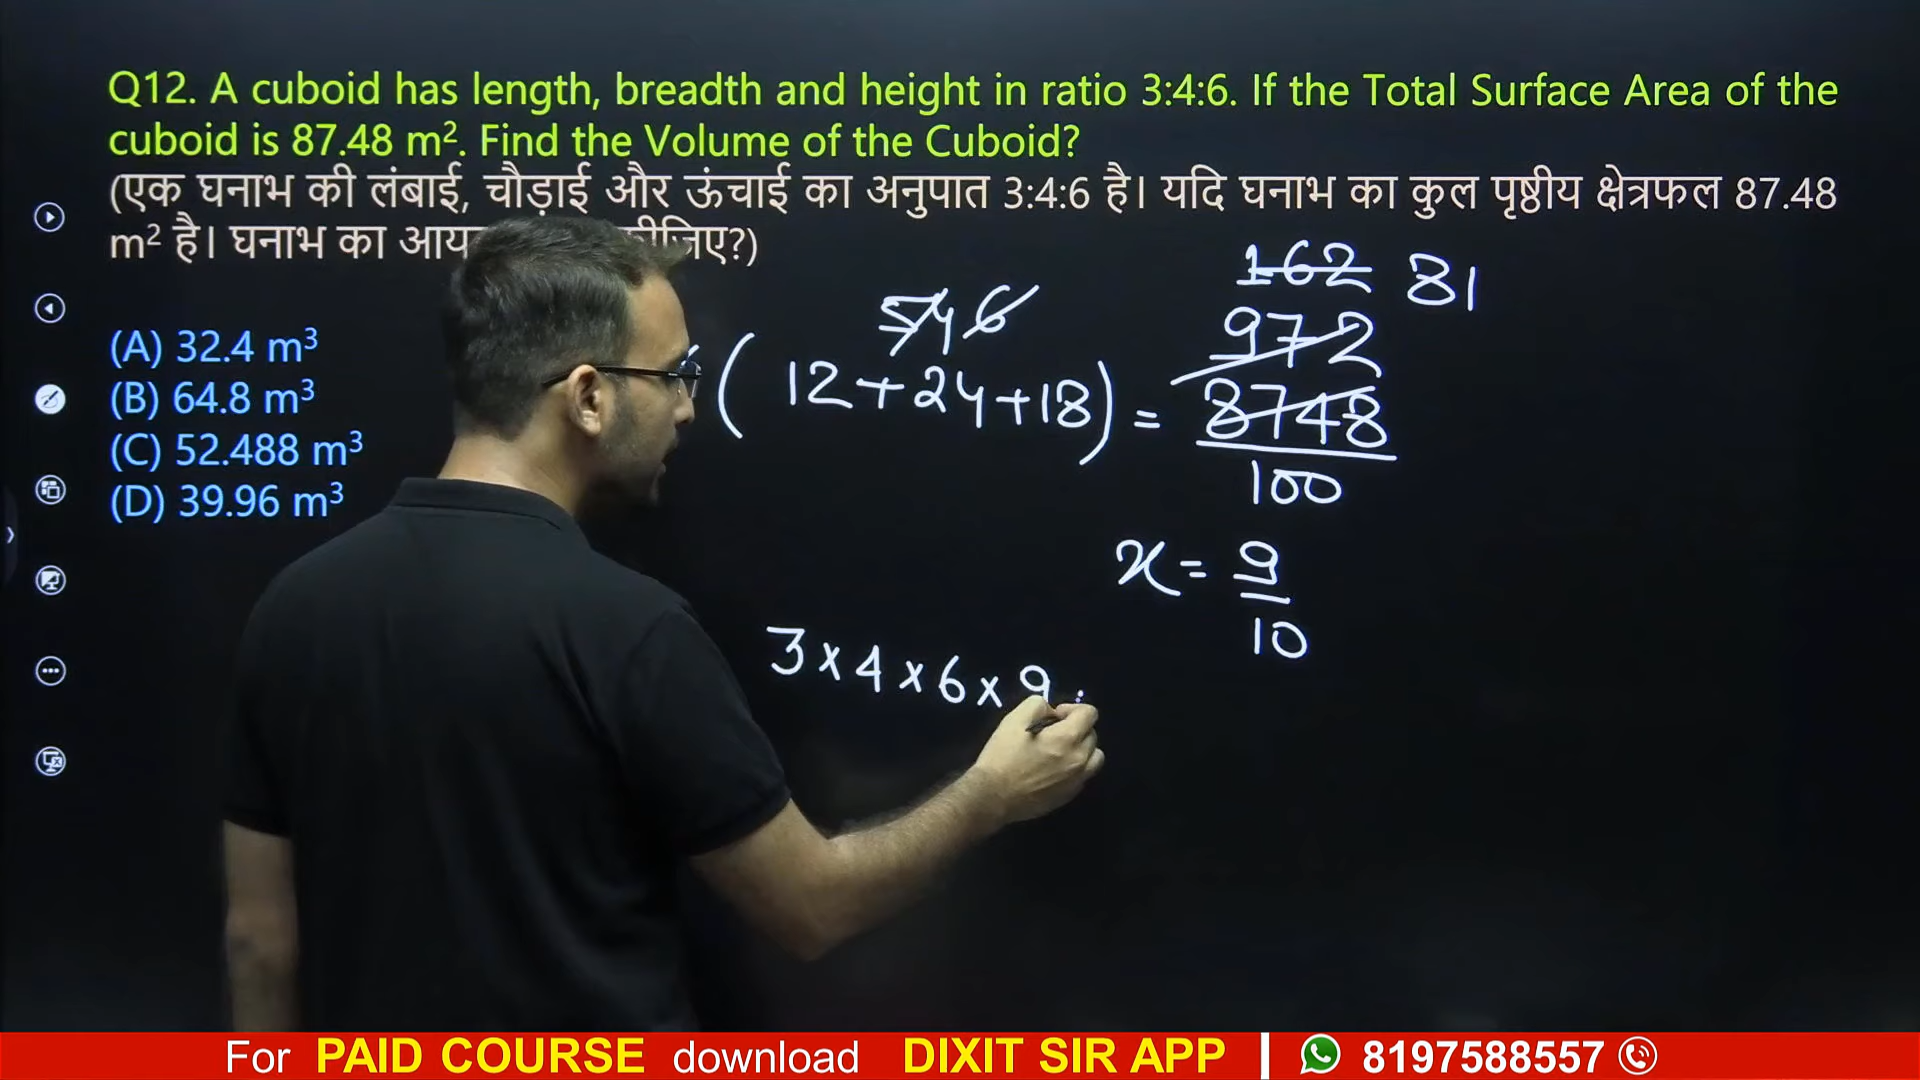 Q12. A cuboid has length, breadth and height in ratio 3:4:6. If the Total Surface Area of the
cuboid is 87.48 m². Find the Volume of the Cuboid?
(एक घनाभ की लंबाई, चौड़ाई और ऊंचाई का अनुपात 3:4:6 है। यदि घनाभ का कुल पृष्ठीय क्षेत्रफल 87.48
m² है। घनाभ का
(A) 32.4 m³
(B) 64.8 m³
(C) 52.488 m³
(D) 39.96 m³
54 6
(12+24+18) =
162 81
972
8748
100
x = 9
10
3×4×6×9
For PAID COURSE download DIXIT SIR APP | 8197588557